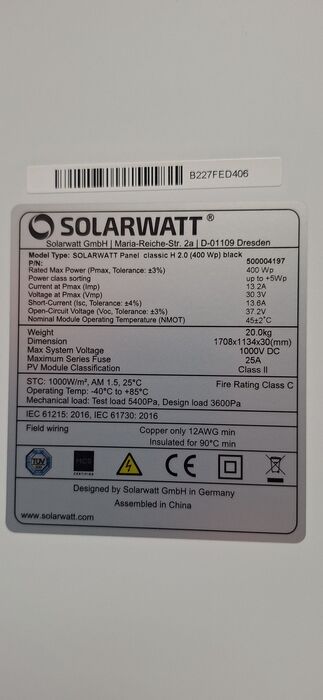 B227FED406
SOLARWATT®
Solarwatt GmbH | Maria-Reiche-Str. 2a | D-01109 Dresden
Model Type: SOLARWATT Panel classic H 2.0 (400 Wp) black
P/N: 500004197
Rated Max Power (Pmax, Tolerance: ±3%) 400 Wp
Power class sorting up to +5Wp
Current at Pmax (Imp) 13.2A
Voltage at Pmax (Vmp) 30.3V
Short-Current (Isc, Tolerance: ±4%) 13.6A
Open-Circuit Voltage (Voc, Tolerance: ±3%) 37.2V
Nominal Module Operating Temperature (NMOT) 45±2°C
Weight 20.0kg
Dimension 1708x1134x30(mm)
Max System Voltage 1000V DC
Maximum Series Fuse 25A
PV Module Classification Class II
STC: 1000W/m², AM 1.5, 25°C Fire Rating Class C
Operating Temp: -40°C to +85°C
Mechanical load: Test load 5400Pa, Design load 3600Pa
IEC 61215: 2016, IEC 61730: 2016
Field wiring Copper only 12AWG min
Insulated for 90°C min
TÜV CE
Designed by Solarwatt GmbH in Germany
Assembled in China
www.solarwatt.com